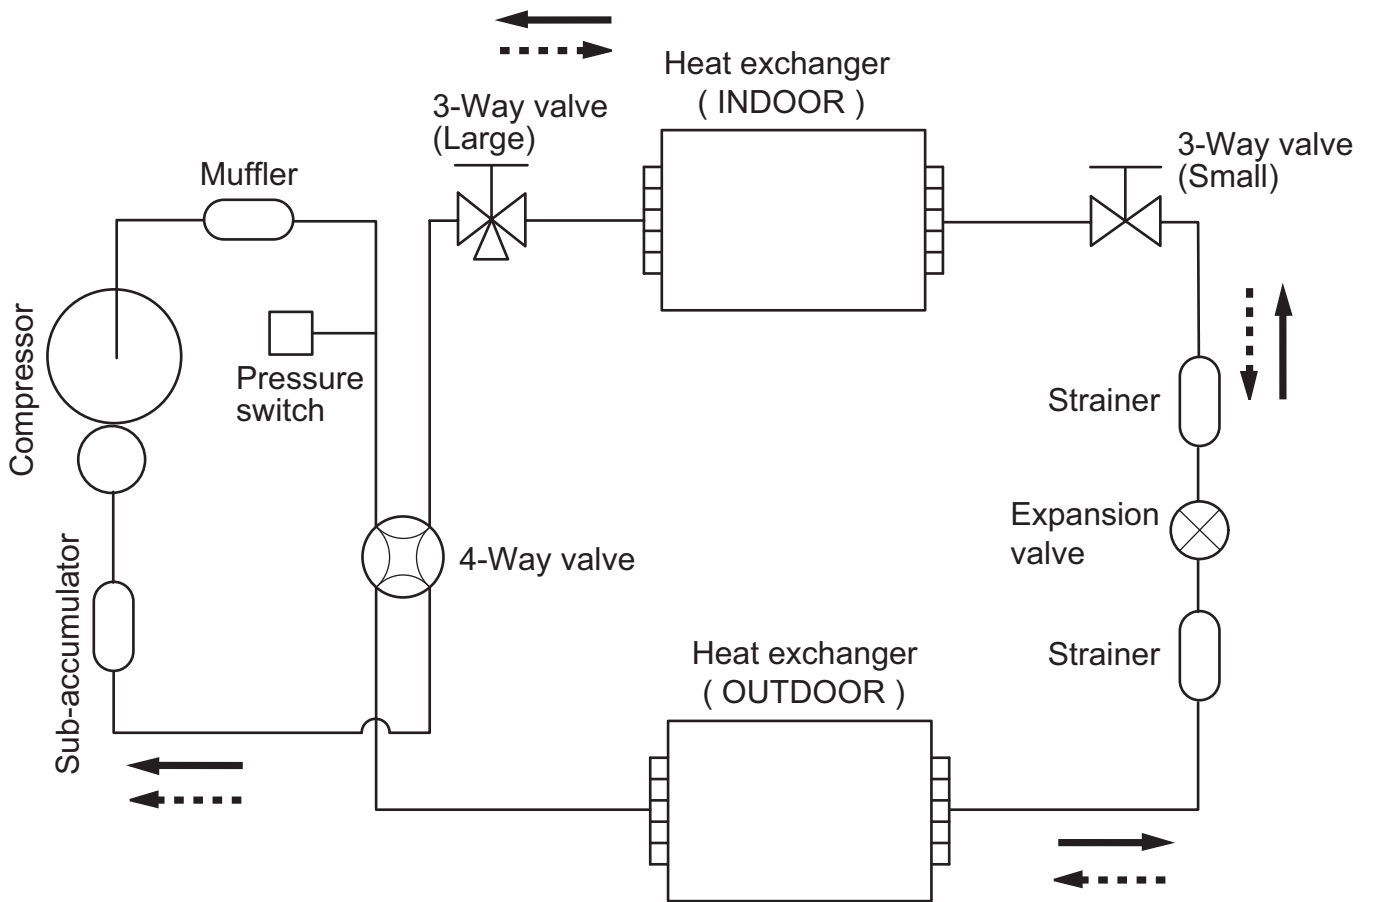 Heat exchanger
( INDOOR )
3-Way valve
(Large)
3-Way valve
(Small)
Muffler
Compressor
Pressure
switch
Strainer
Expansion
valve
4-Way valve
Sub-accumulator
Strainer
Heat exchanger
( OUTDOOR )